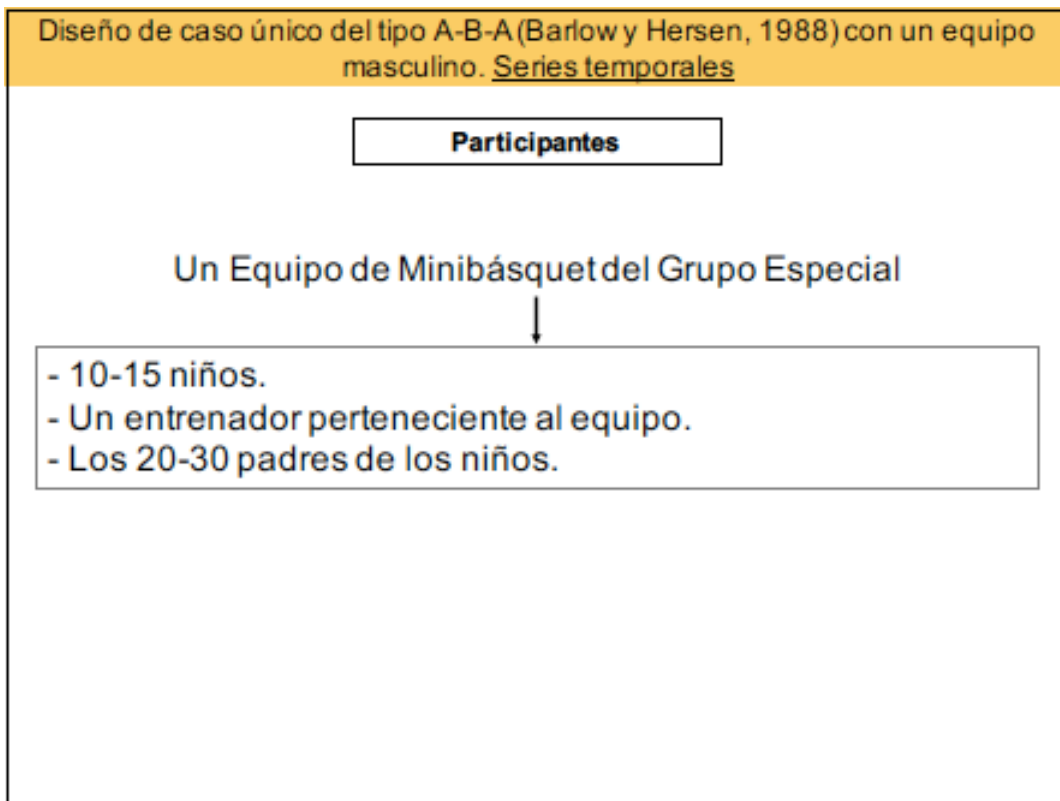 Diseño de caso único del tipo A-B-A (Barlow y Hersen, 1988) con un equipo
masculino. Series temporales
Participantes
Un Equipo de Minibásquet del Grupo Especial
- 10-15 niños.
- Un entrenador perteneciente al equipo.
- Los 20-30 padres de los niños.